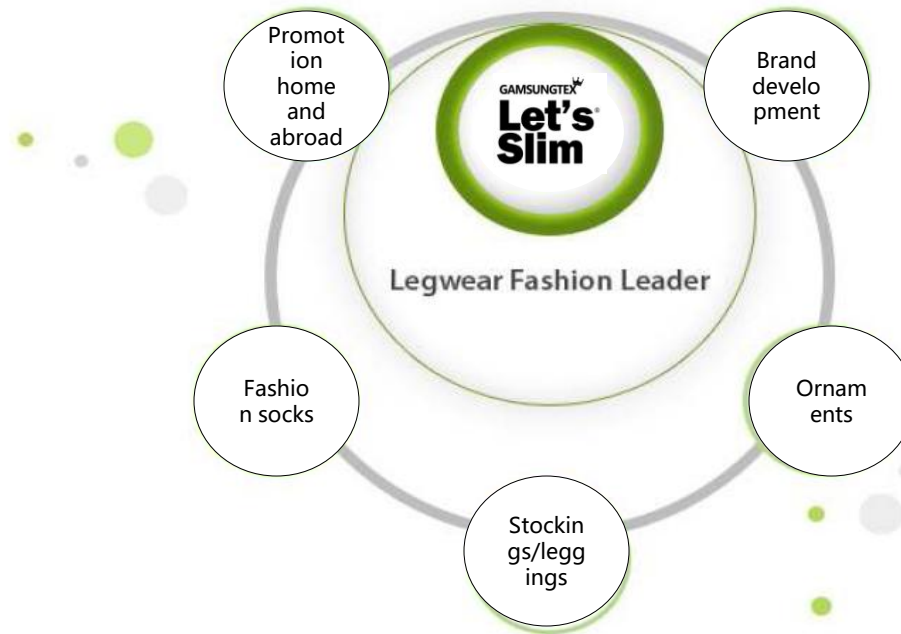 Promot
ion
home
and
abroad
GAMSUNGTEX
Let's
Slim
Brand
develo
pment
Legwear Fashion Leader
Fashio
n socks
Ornam
ents
Stockin
gs/legg
ings